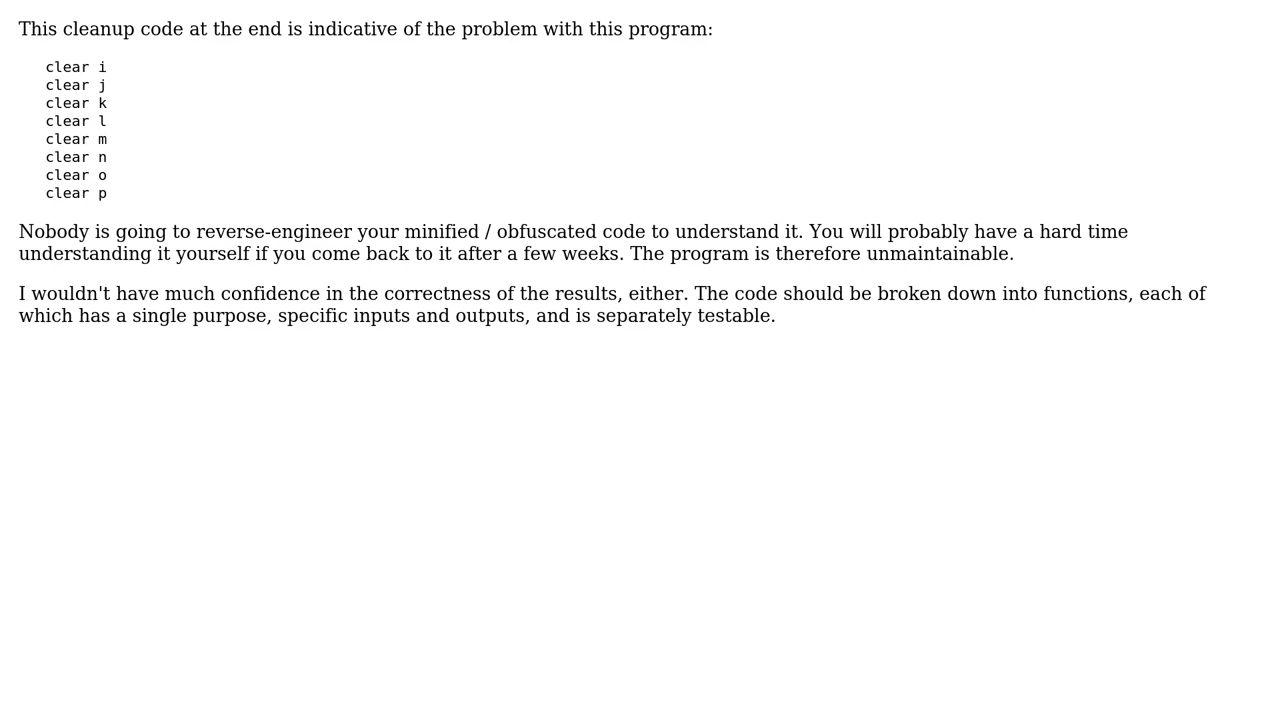 This cleanup code at the end is indicative of the problem with this program:
clear i
clear j
clear k
clear l
clear m
clear n
clear o
clear p
Nobody is going to reverse-engineer your minified / obfuscated code to understand it. You will probably have a hard time
understanding it yourself if you come back to it after a few weeks. The program is therefore unmaintainable.
I wouldn't have much confidence in the correctness of the results, either. The code should be broken down into functions, each of
which has a single purpose, specific inputs and outputs, and is separately testable.